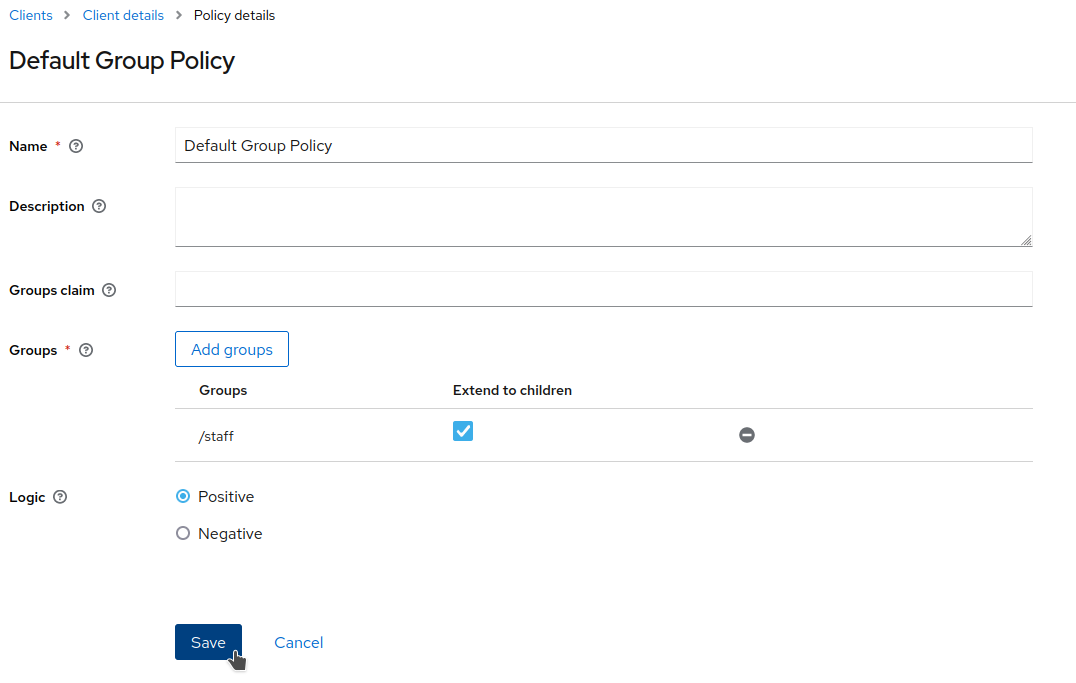 Clients > Client details > Policy details
Default Group Policy
Name * Default Group Policy
Description
Groups claim
Groups * Add groups
Groups Extend to children
/staff
Logic Positive
Negative
Save Cancel